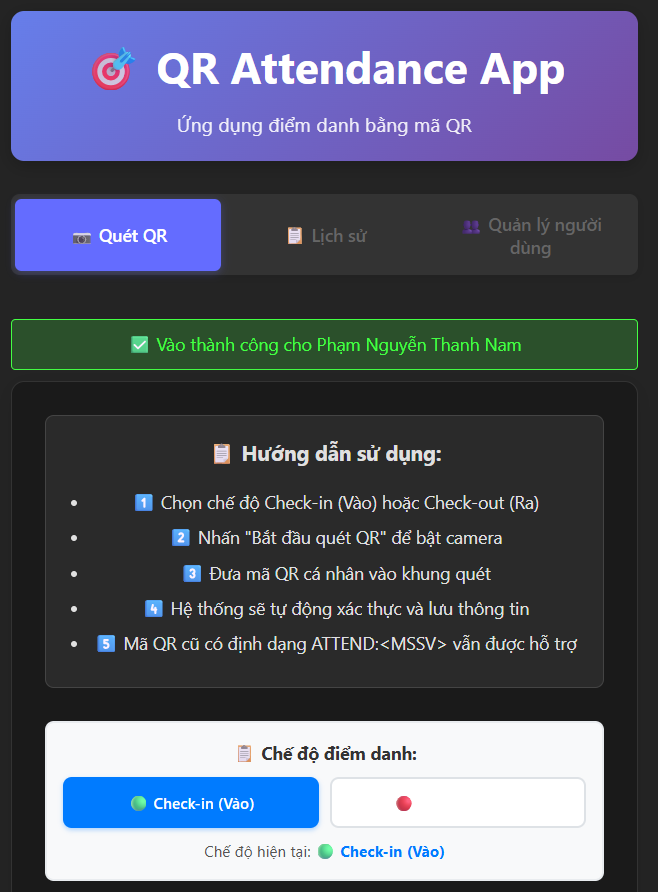 🎯 QR Attendance App
Ứng dụng điểm danh bằng mã QR
📷 Quét QR
📋 Lịch sử
👥 Quản lý người
dùng
✅ Vào thành công cho Phạm Nguyễn Thanh Nam
📋 Hướng dẫn sử dụng:
• 1️⃣ Chọn chế độ Check-in (Vào) hoặc Check-out (Ra)
• 2️⃣ Nhấn "Bắt đầu quét QR" để bật camera
• 3️⃣ Đưa mã QR cá nhân vào khung quét
• 4️⃣ Hệ thống sẽ tự động xác thực và lưu thông tin
• 5️⃣ Mã QR cũ có định dạng ATTEND:<MSSV> vẫn được hỗ trợ
📋 Chế độ điểm danh:
🟢 Check-in (Vào)
🔴
Chế độ hiện tại: 🟢 Check-in (Vào)